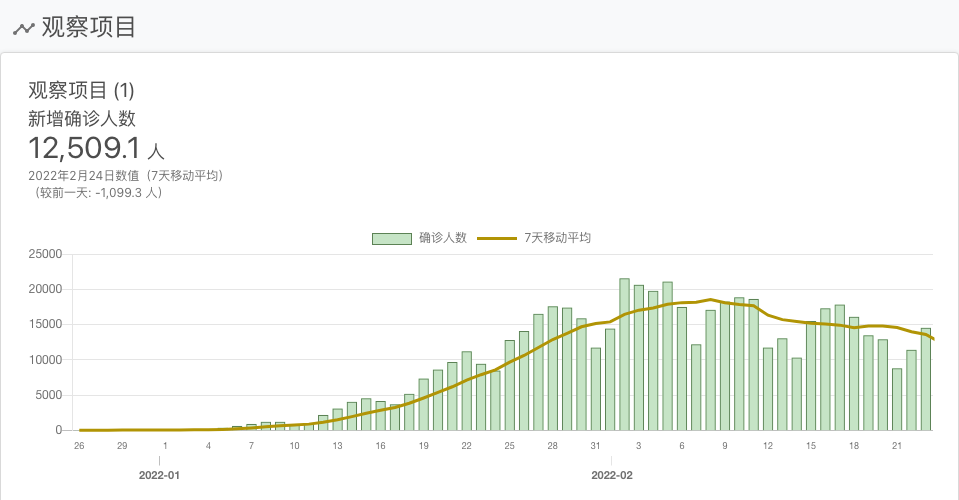 观察项目
观察项目 (1)
新增确诊人数
12,509.1 人
2022年2月24日数值（7天移动平均）
（较前一天: -1,099.3 人）
确诊人数 7天移动平均
25000
20000
15000
10000
5000
0
26 29 1 4 7 10 13 16 19 22 25 28 31 3 6 9 12 15 18 21
2022-01 2022-02